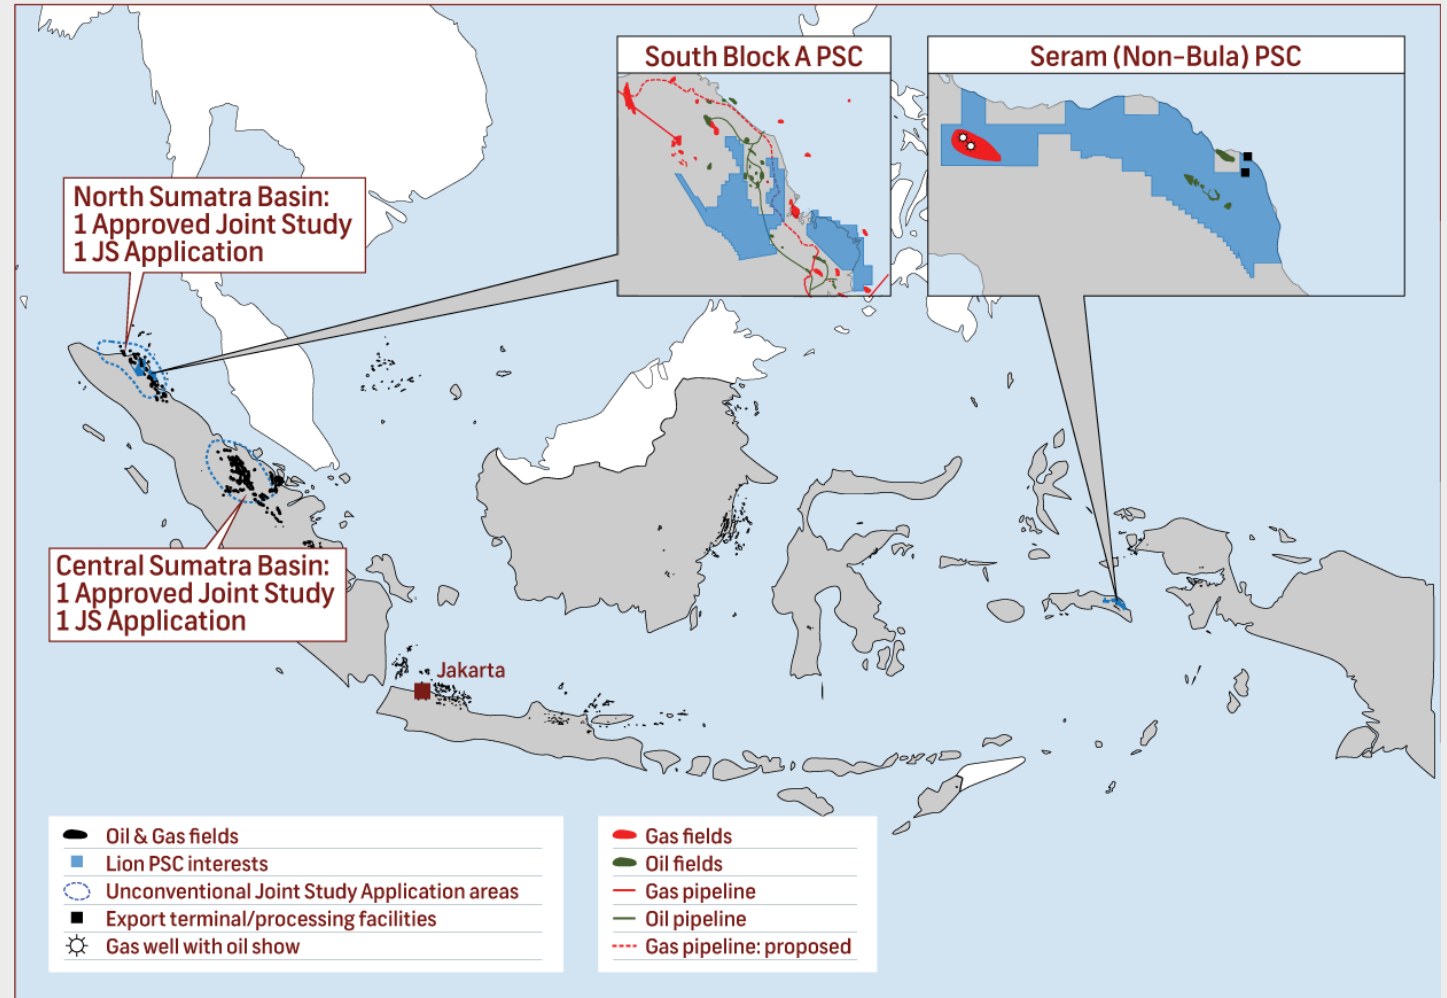 South Block A PSC
Seram (Non-Bula) PSC
North Sumatra Basin:
1 Approved Joint Study
1 JS Application
Central Sumatra Basin:
1 Approved Joint Study
1 JS Application
Jakarta
Oil & Gas fields
Lion PSC interests
Unconventional Joint Study Application areas
Export terminal/processing facilities
Gas well with oil show
Gas fields
Oil fields
Gas pipeline
Oil pipeline
Gas pipeline: proposed